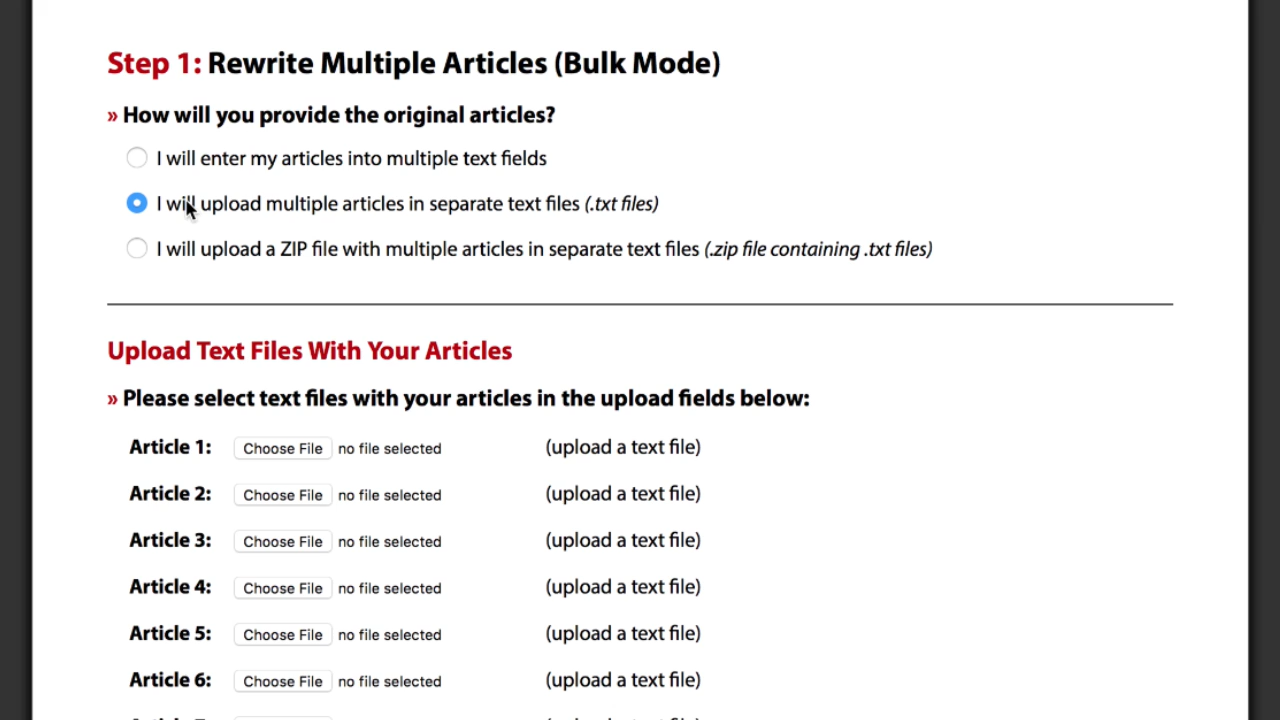 Step 1: Rewrite Multiple Articles (Bulk Mode)
» How will you provide the original articles?
I will enter my articles into multiple text fields
I will upload multiple articles in separate text files (.txt files)
I will upload a ZIP file with multiple articles in separate text files (.zip file containing .txt files)
Upload Text Files With Your Articles
» Please select text files with your articles in the upload fields below:
Article 1: Choose File no file selected (upload a text file)
Article 2: Choose File no file selected (upload a text file)
Article 3: Choose File no file selected (upload a text file)
Article 4: Choose File no file selected (upload a text file)
Article 5: Choose File no file selected (upload a text file)
Article 6: Choose File no file selected (upload a text file)